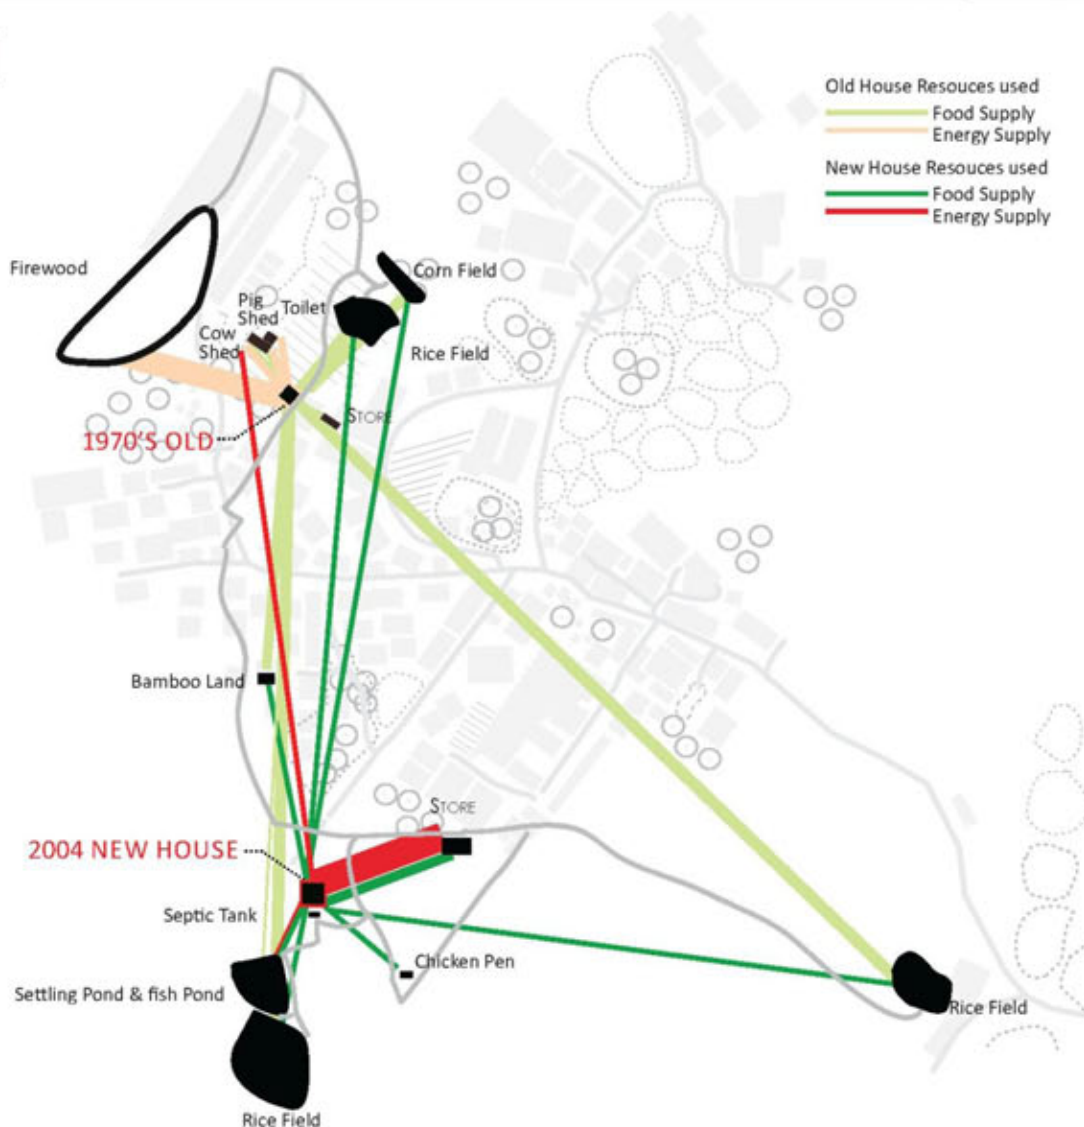 Old House Resouces used
Food Supply
Energy Supply
New House Resouces used
Food Supply
Energy Supply
Firewood
Corn Field
Pig
Shed
Toilet
Cow
Shed
Rice Field
STORE
1970'S OLD
Bamboo Land
STORE
2004 NEW HOUSE
Septic Tank
Chicken Pen
Settling Pond & fish Pond
Rice Field
Rice Field